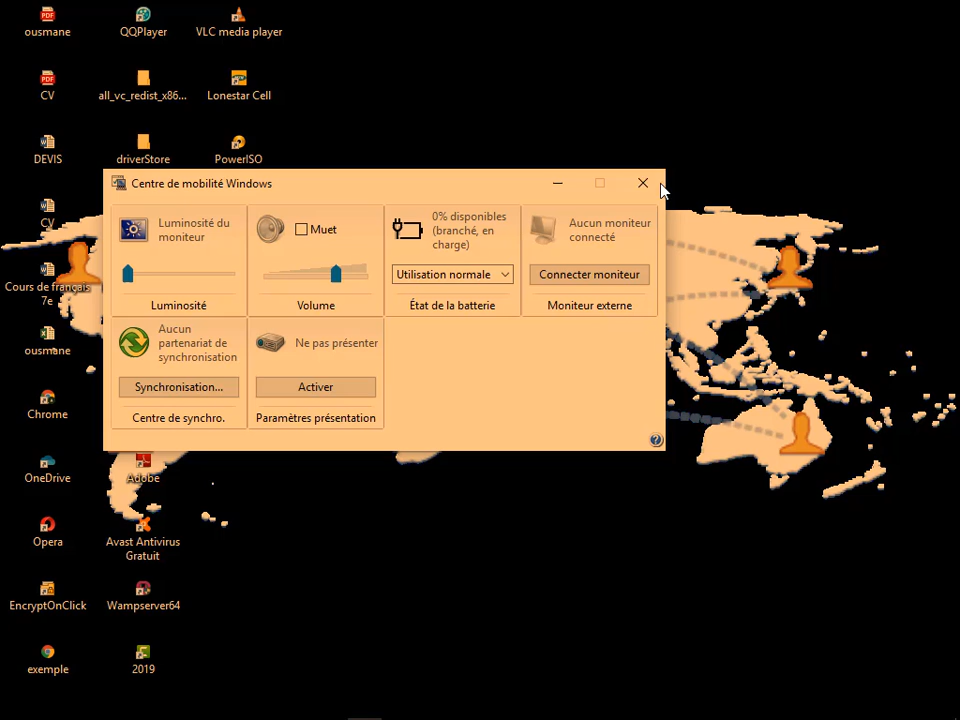 ousmane
QQPlayer
VLC media player
CV
all_vc_redist_x86...
Lonestar Cell
DEVIS
driverStore
PowerISO
CV
Cours de français
7e
ousmane
Chrome
OneDrive
Adobe
Opera
Avast Antivirus
Gratuit
EncryptOnClick
Wampserver64
exemple
2019
Centre de mobilité Windows
Luminosité du
moniteur
Luminosité
Muet
Volume
0% disponibles
(branché, en
charge)
Utilisation normale
État de la batterie
Aucun moniteur
connecté
Connecter moniteur
Moniteur externe
Aucun
partenariat de
synchronisation
Synchronisation...
Centre de synchro.
Ne pas présenter
Activer
Paramètres présentation